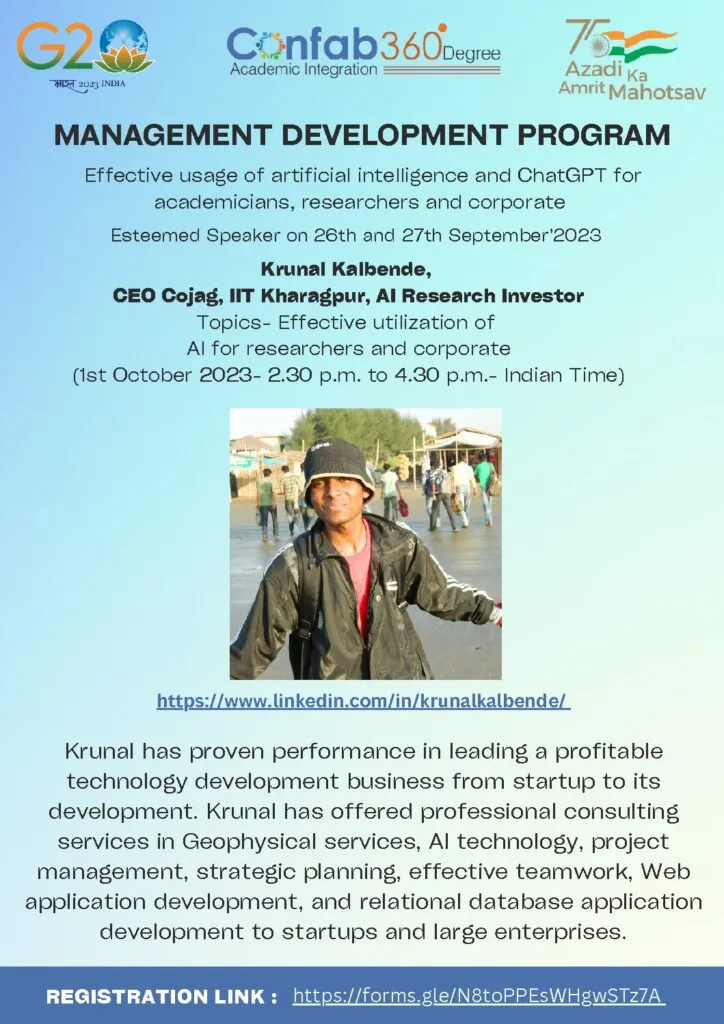 G20
भारत 2023 INDIA
Confab360°Degree
Academic Integration
75
Azadi Ka
Amrit Mahotsav
MANAGEMENT DEVELOPMENT PROGRAM
Effective usage of artificial intelligence and ChatGPT for
academicians, researchers and corporate
Esteemed Speaker on 26th and 27th September'2023
Krunal Kalbende,
CEO Cojag, IIT Kharagpur, AI Research Investor
Topics- Effective utilization of
AI for researchers and corporate
(1st October 2023- 2.30 p.m. to 4.30 p.m.- Indian Time)
https://www.linkedin.com/in/krunalkalbende/
Krunal has proven performance in leading a profitable
technology development business from startup to its
development. Krunal has offered professional consulting
services in Geophysical services, AI technology, project
management, strategic planning, effective teamwork, Web
application development, and relational database application
development to startups and large enterprises.
REGISTRATION LINK : https://forms.gle/N8toPPEsWHgwSTz7A